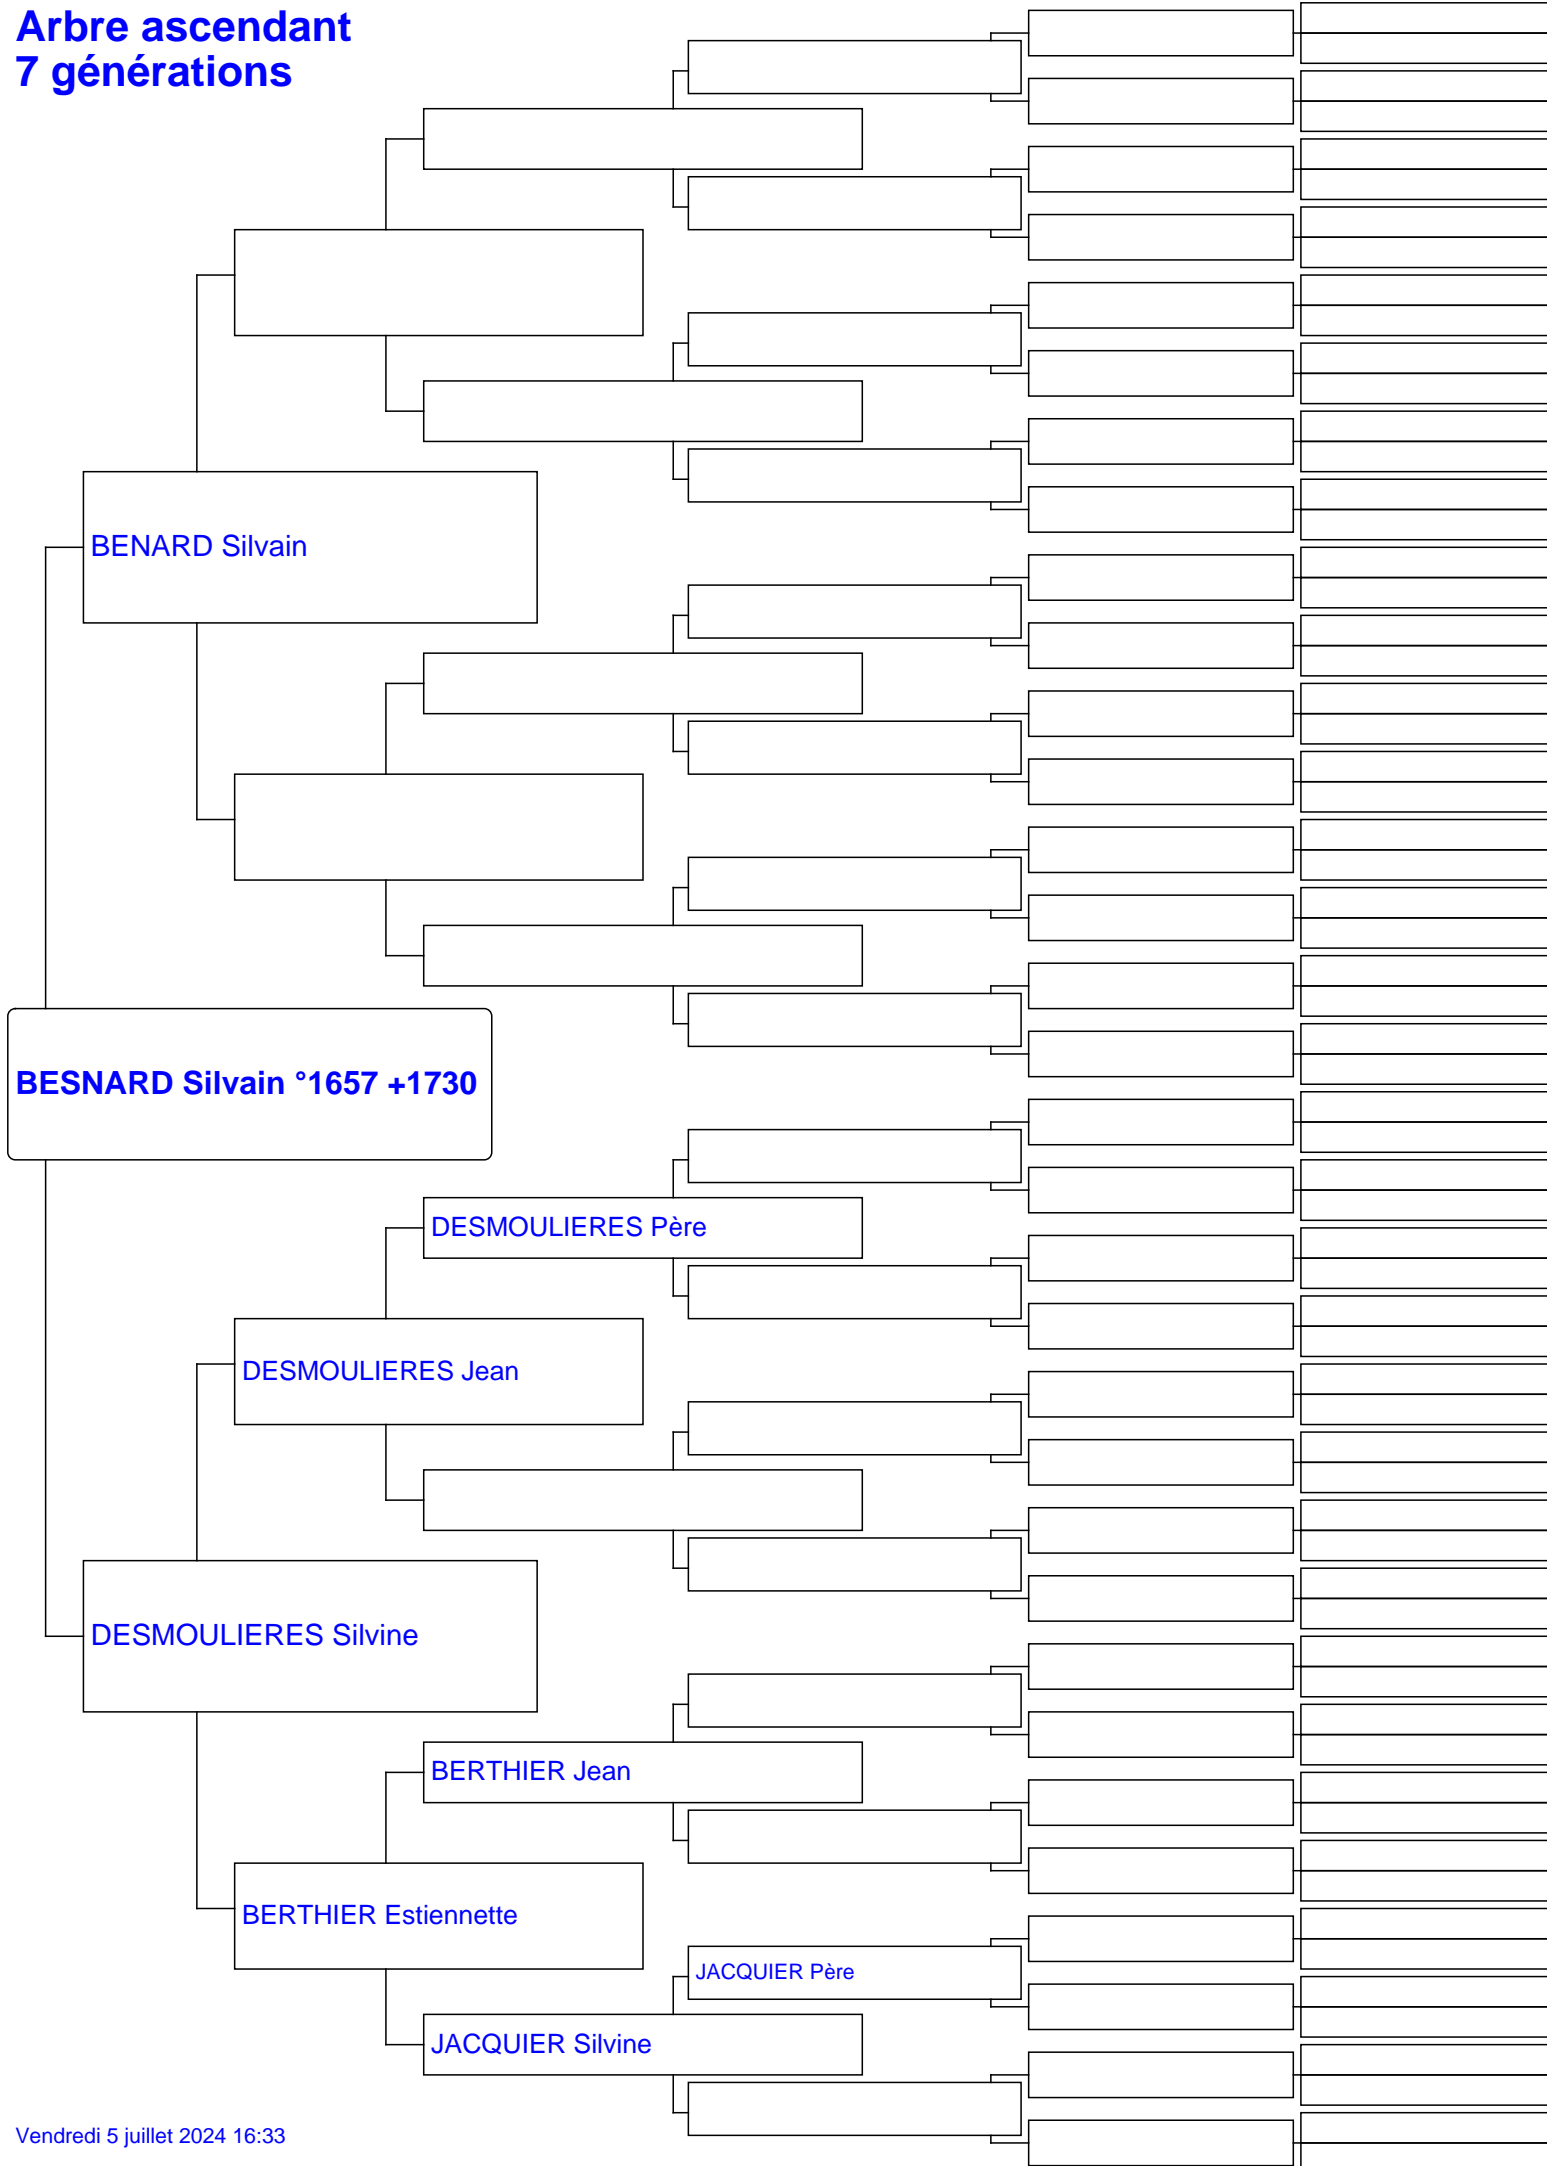 Arbre ascendant
7 générations
BENARD Silvain
BESNARD Silvain °1657 +1730
DESMOULIERES Père
DESMOULIERES Jean
DESMOULIERES Silvine
BERTHIER Jean
BERTHIER Estiennette
JACQUIER Père
JACQUIER Silvine
Vendredi 5 juillet 2024 16:33